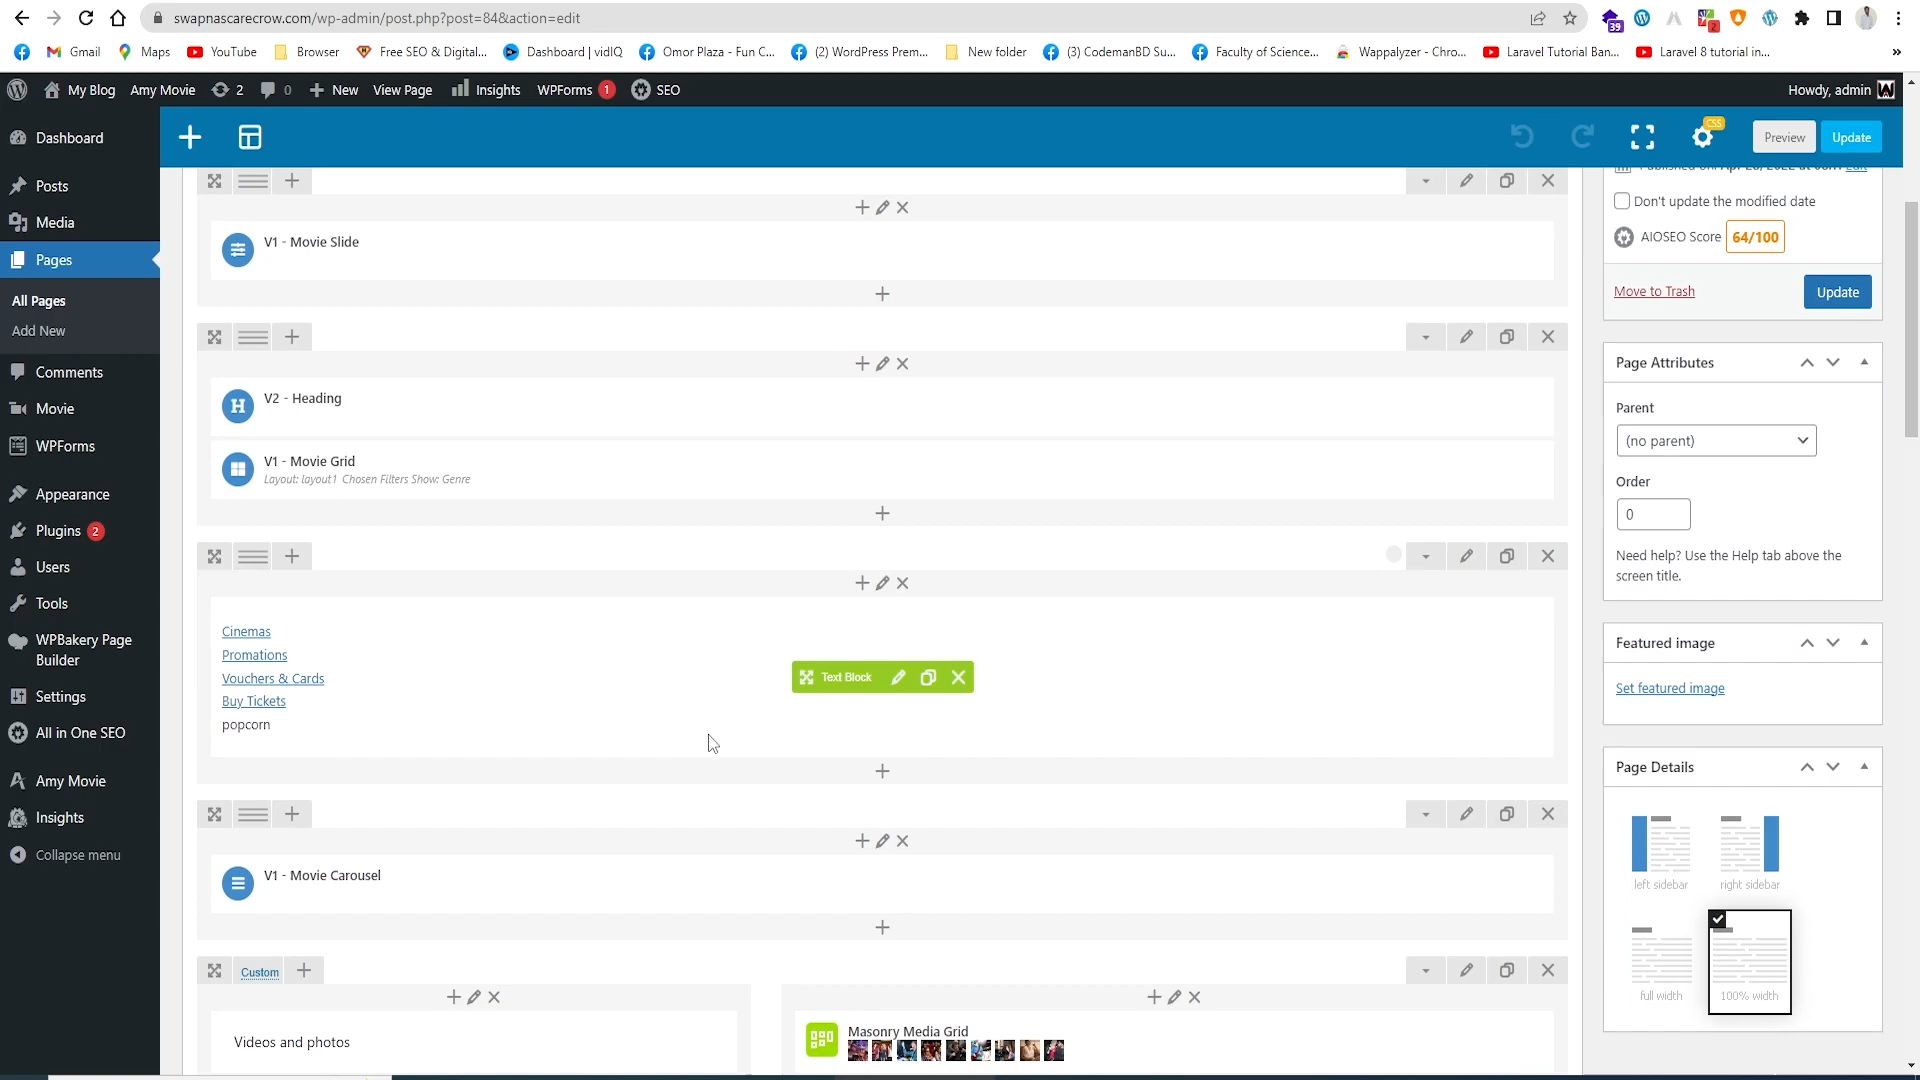 swapnascarecrow.com/wp-admin/post.php?post=84&action=edit
39
2
Gmail
Maps
YouTube
Browser
Free SEO & Digital...
Dashboard | vidIQ
Omor Plaza - Fun C...
(2) WordPress Prem...
New folder
(3) CodemanBD Su...
Faculty of Science...
Wappalyzer - Chro...
Laravel Tutorial Ban...
Laravel 8 tutorial in...
»
My Blog
Amy Movie
2
0
New
View Page
Insights
WPForms 1
SEO
Howdy, admin
Dashboard
Posts
Media
Pages
All Pages
Add New
Comments
Movie
WPForms
Appearance
Plugins 2
Users
Tools
WPBakery Page
Builder
Settings
All in One SEO
Amy Movie
Insights
Collapse menu
CSS
Preview
Update
V1 - Movie Slide
H
V2 - Heading
V1 - Movie Grid
Layout: layout1 Chosen Filters Show: Genre
Cinemas
Promations
Vouchers & Cards
Buy Tickets
popcorn
Text Block
V1 - Movie Carousel
Custom
Videos and photos
Masonry Media Grid
Don't update the modified date
AIOSEO Score 64/100
Move to Trash
Update
Page Attributes
Parent
(no parent)
Order
0
Need help? Use the Help tab above the
screen title.
Featured image
Set featured image
Page Details
left sidebar
right sidebar
full width
100% width